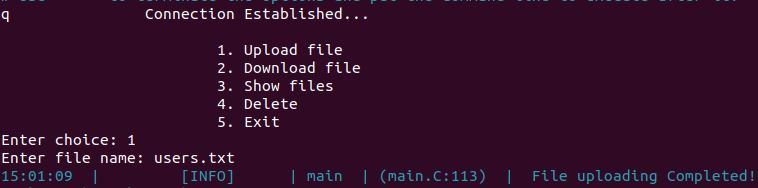 q Connection Established...
1. Upload file
2. Download file
3. Show files
4. Delete
5. Exit
Enter choice: 1
Enter file name: users.txt
15:01:09 | [INFO] | main | (main.C:113) | File uploading Completed!